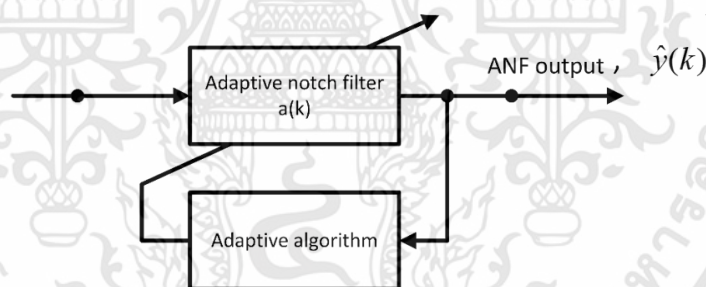 Adaptive notch filter
a(k)
ANF output , ŷ(k)
Adaptive algorithm